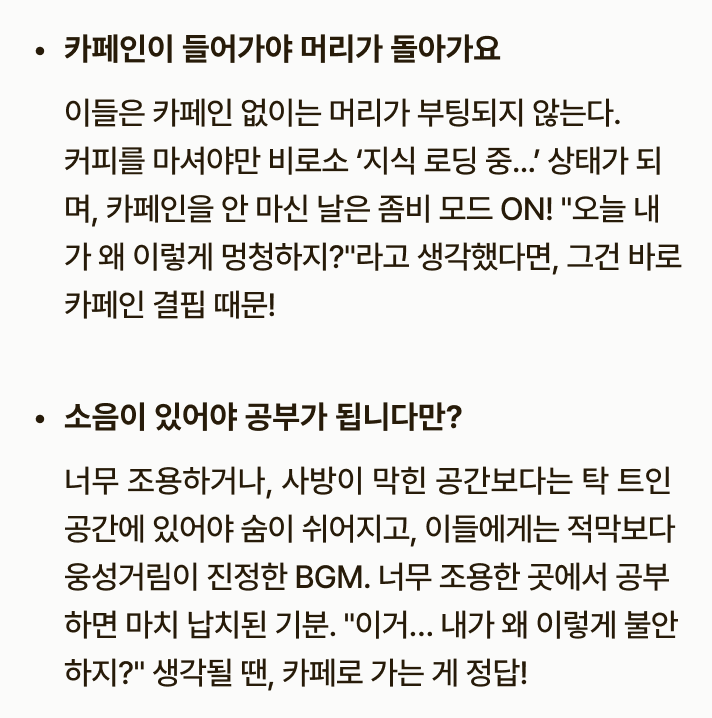 • 카페인이 들어가야 머리가 돌아가요
이들은 카페인 없이는 머리가 부팅되지 않는다.
커피를 마셔야만 비로소 ‘지식 로딩 중...’ 상태가 되
며, 카페인을 안 마신 날은 좀비 모드 ON! "오늘 내
가 왜 이렇게 멍청하지?"라고 생각했다면, 그건 바로
카페인 결핍 때문!
• 소음이 있어야 공부가 됩니다만?
너무 조용하거나, 사방이 막힌 공간보다는 탁 트인
공간에 있어야 숨이 쉬어지고, 이들에게는 적막보다
웅성거림이 진정한 BGM. 너무 조용한 곳에서 공부
하면 마치 납치된 기분. "이거... 내가 왜 이렇게 불안
하지?" 생각될 땐, 카페로 가는 게 정답!